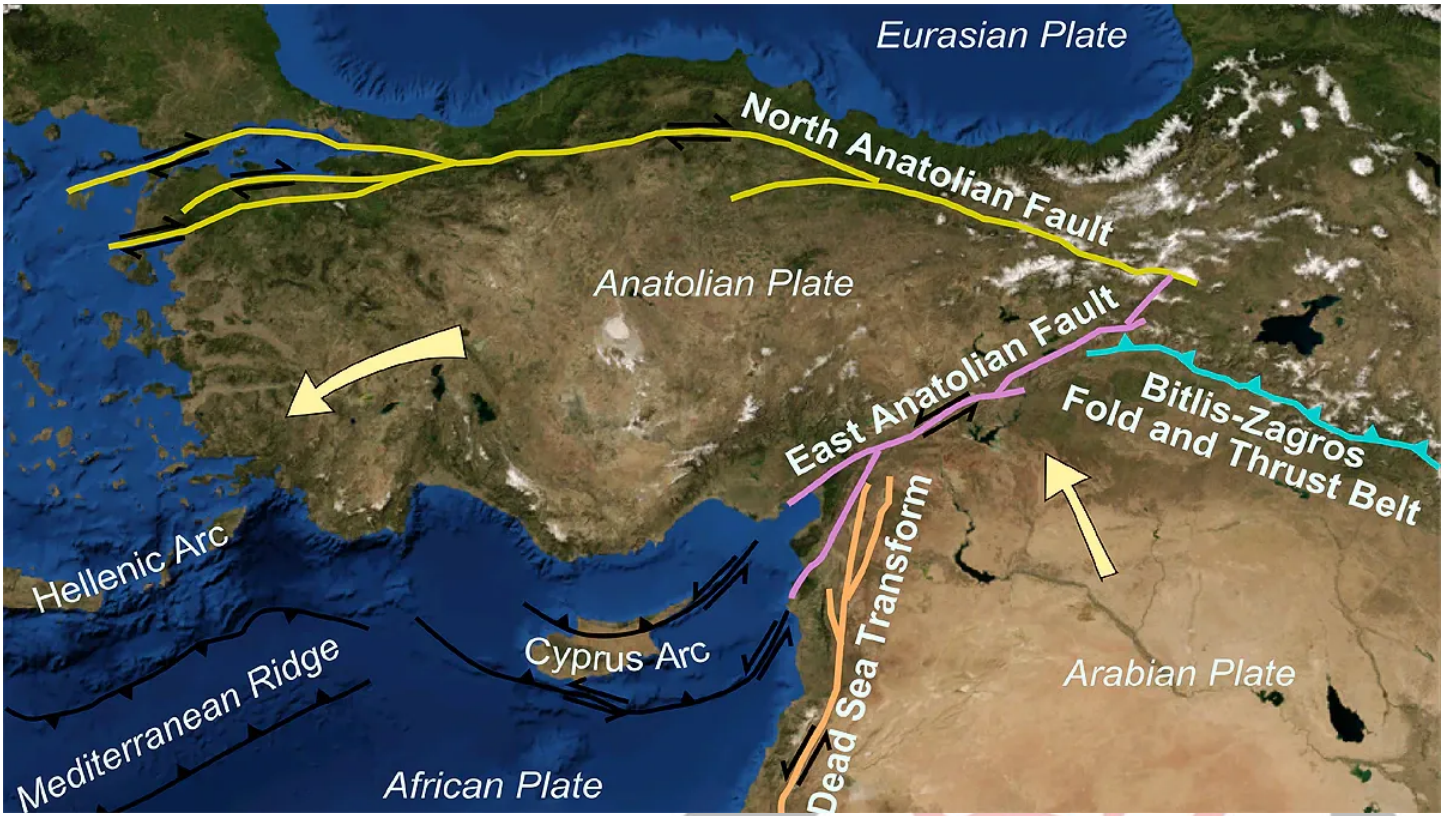 Eurasian Plate
North Anatolian Fault
Anatolian Plate
East Anatolian Fault
Bitlis-Zagros
Fold and Thrust Belt
Hellenic Arc
Cyprus Arc
Mediterranean Ridge
Dead Sea Transform
Arabian Plate
African Plate